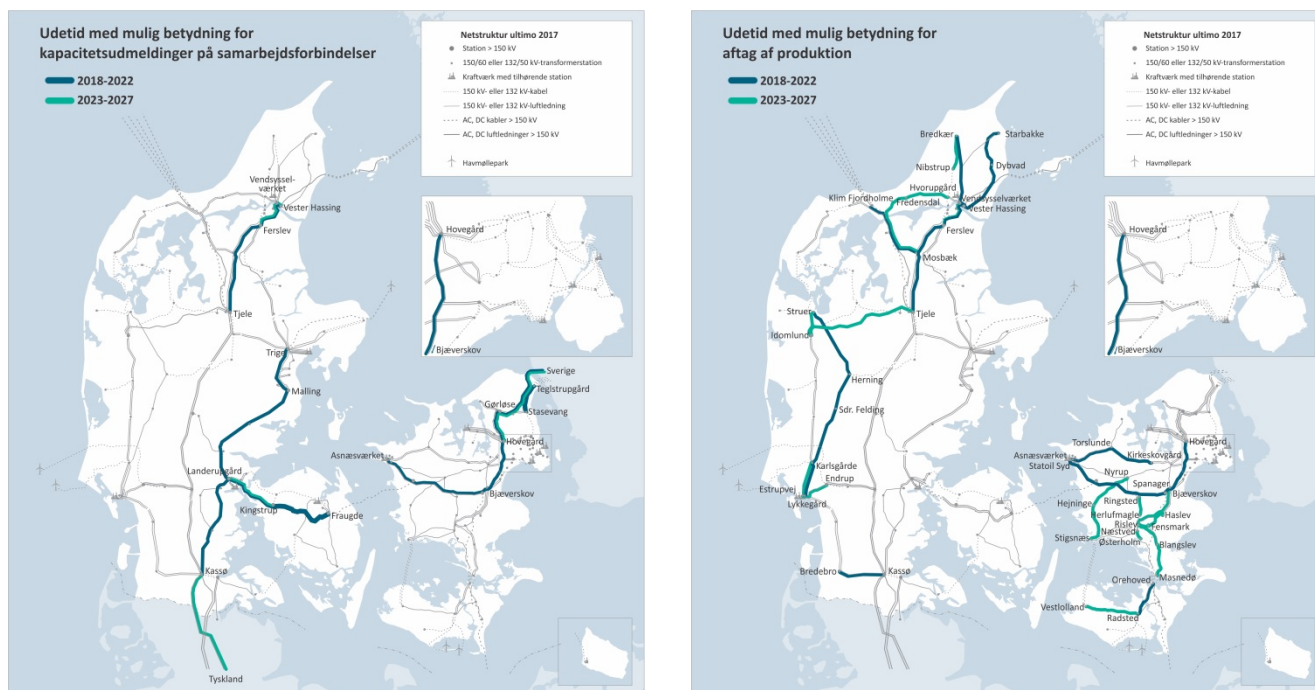 Udetid med mulig betydning for
kapacitetsudmeldinger på samarbejdsforbindelser
2018-2022
2023-2027
Netstruktur ultimo 2017
Station > 150 kV
150/60 eller 132/50 kV-transformerstation
Kraftværk med tilhørende station
150 kV- eller 132 kV-kabel
150 kV- eller 132 kV-luftledning
AC, DC kabler > 150 kV
AC, DC luftledninger > 150 kV
Havmøllepark
Vendsyssel-
værket
Vester Hassing
Ferslev
Tjele
Trige
Malling
Landerupgård
Kingstrup
Fraugde
Kassø
Tyskland
Hovegård
Bjæverskov
Sverige
Teglstrupgård
Gørløse
Stasevang
Hovegård
Asnæsværket
Bjæverskov
Udetid med mulig betydning for
aftag af produktion
2018-2022
2023-2027
Netstruktur ultimo 2017
Station > 150 kV
150/60 eller 132/50 kV-transformerstation
Kraftværk med tilhørende station
150 kV- eller 132 kV-kabel
150 kV- eller 132 kV-luftledning
AC, DC kabler > 150 kV
AC, DC luftledninger > 150 kV
Havmøllepark
Bredkær
Starbakke
Nibstrup
Dybvad
Hvorupgård
Klim Fjordholme
Fredensdal
Vendsysselværket
Vester Hassing
Ferslev
Mosbæk
Struer
Tjele
Idomlund
Herning
Sdr. Felding
Karlsgårde
Endrup
Estrupvej
Lykkegård
Bredebro
Kassø
Hovegård
Bjæverskov
Hovegård
Torslunde
Asnæsværket
Kirkeskovgård
Statoil Syd
Nyrup
Spanager
Bjæverskov
Hejninge
Ringsted
Herlufmagle
Haslev
Rislev
Fensmark
Næstved
Stigsnæs
Østerholm
Blangslev
Orehoved
Masnedø
Vestlolland
Radsted